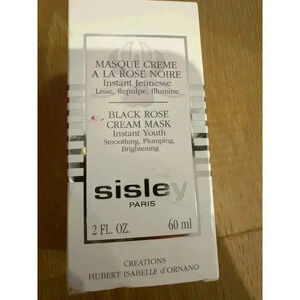 MASQUE CREME
A LA ROSE NOIRE
Instant Jeunesse
Lisse, Repulpe, Illumine
BLACK ROSE
CREAM MASK
Instant Youth
Smoothing, Plumping,
Brightening
sisley
PARIS
2 FL. OZ. 60 ml
CREATIONS
HUBERT ISABELLE d'ORNANO